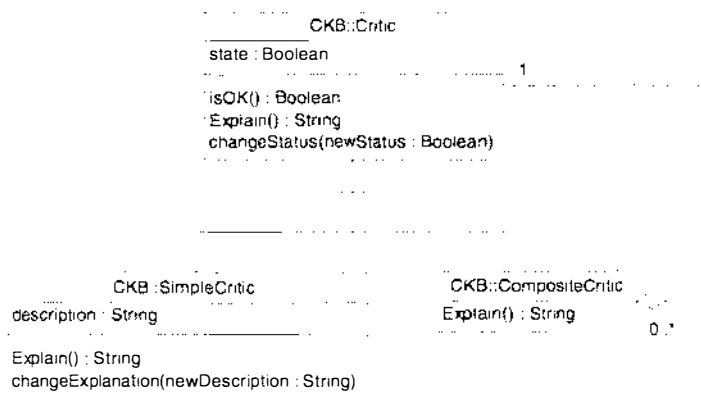 CKB::Critic
state : Boolean
1
isOK() : Boolean
Explain() : String
changeStatus(newStatus : Boolean)
CKB::SimpleCritic
CKB::CompositeCritic
description : String
Explain() : String
0..*
Explain() : String
changeExplanation(newDescription : String)